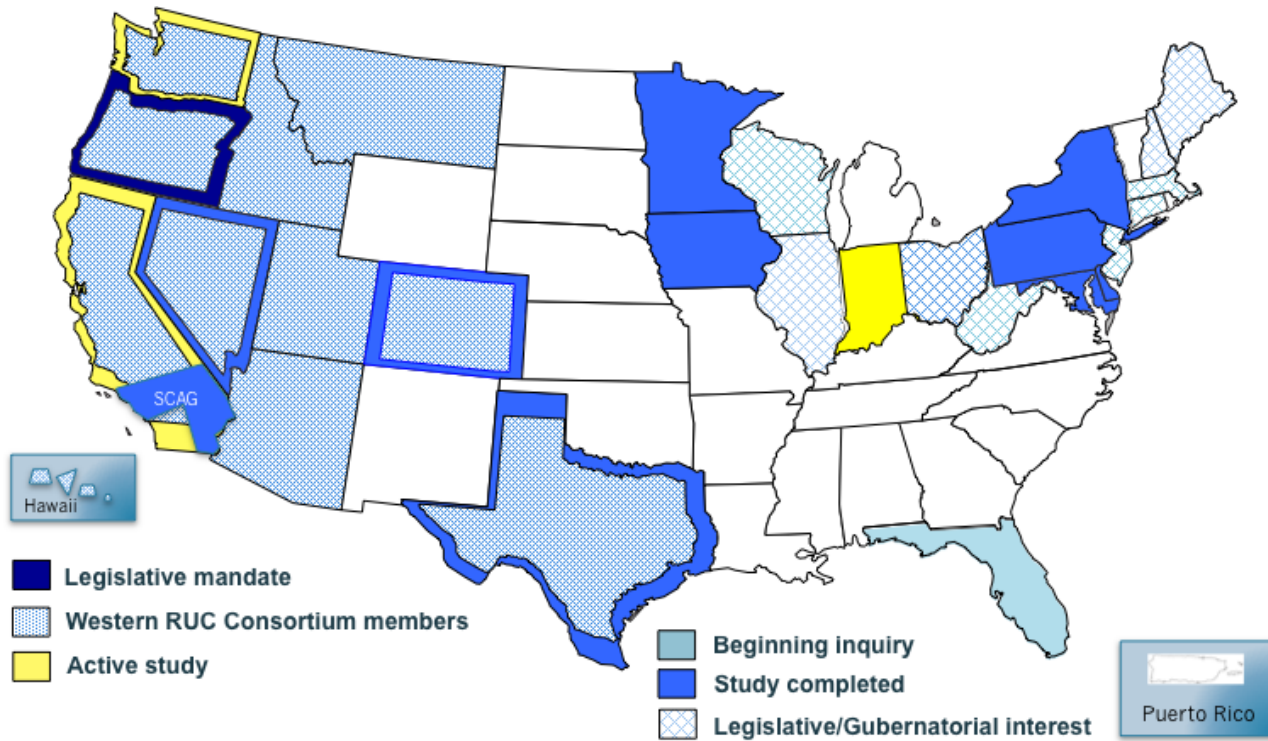 SCAG
Hawaii
Legislative mandate
Western RUC Consortium members
Active study
Beginning inquiry
Study completed
Legislative/Gubernatorial interest
Puerto Rico